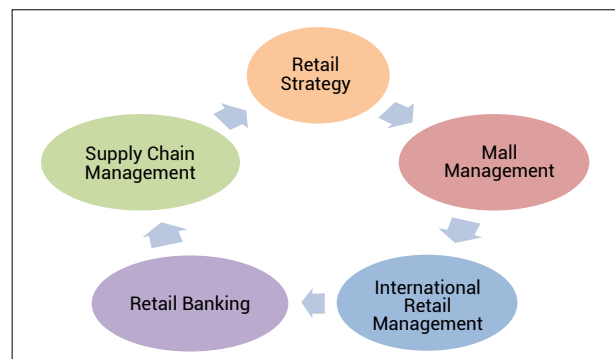 Retail
Strategy
Mall
Management
International
Retail
Management
Retail Banking
Supply Chain
Management